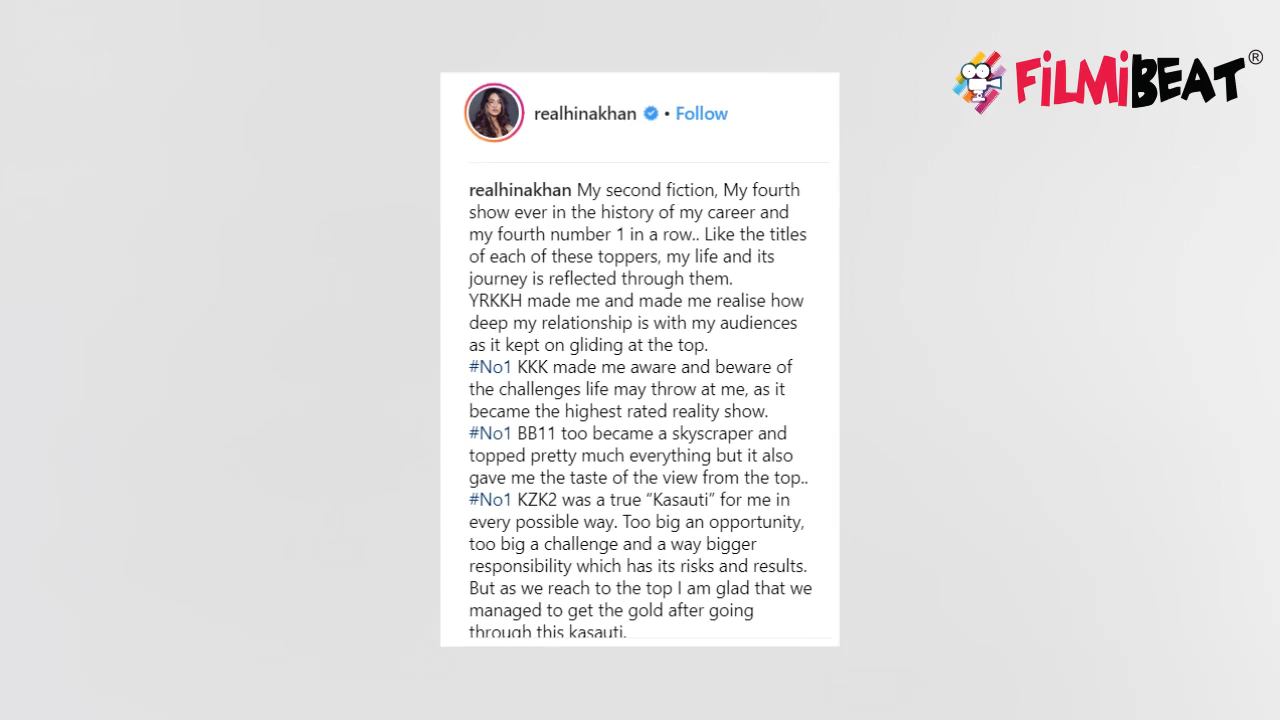 FiLMiBEAT®
realhinakhan • Follow
realhinakhan My second fiction, My fourth
show ever in the history of my career and
my fourth number 1 in a row.. Like the titles
of each of these toppers, my life and its
journey is reflected through them.
YRKKH made me and made me realise how
deep my relationship is with my audiences
as it kept on gliding at the top.
#No1 KKK made me aware and beware of
the challenges life may throw at me, as it
became the highest rated reality show.
#No1 BB11 too became a skyscraper and
topped pretty much everything but it also
gave me the taste of the view from the top..
#No1 KZK2 was a true “Kasauti” for me in
every possible way. Too big an opportunity,
too big a challenge and a way bigger
responsibility which has its risks and results.
But as we reach to the top I am glad that we
managed to get the gold after going
through this kasauti.